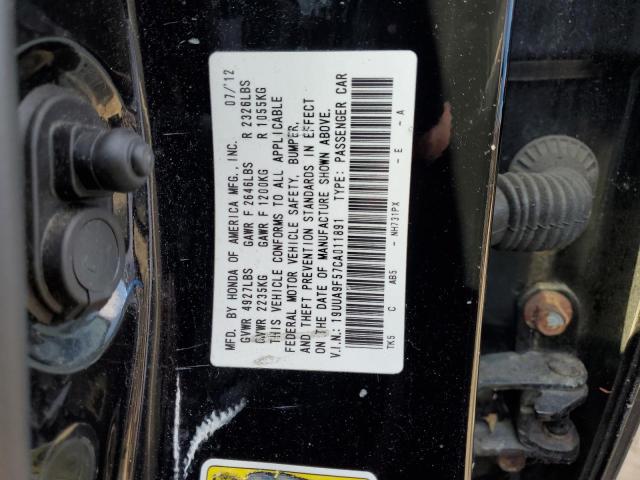 MFD. BY HONDA OF AMERICA MFG., INC. 07/12
GVWR 4927LBS GAWR F 2646LBS R 2326LBS
GVWR 2235KG GAWR F 1200KG R 1055KG
THIS VEHICLE CONFORMS TO ALL APPLICABLE
FEDERAL MOTOR VEHICLE SAFETY, BUMPER,
AND THEFT PREVENTION STANDARDS IN EFFECT
ON THE DATE OF MANUFACTURE SHOWN ABOVE.
V.I.N.: 19UUA9F57CA011891 TYPE: PASSENGER CAR
TK5 C AB5 - NH731PX - E - A